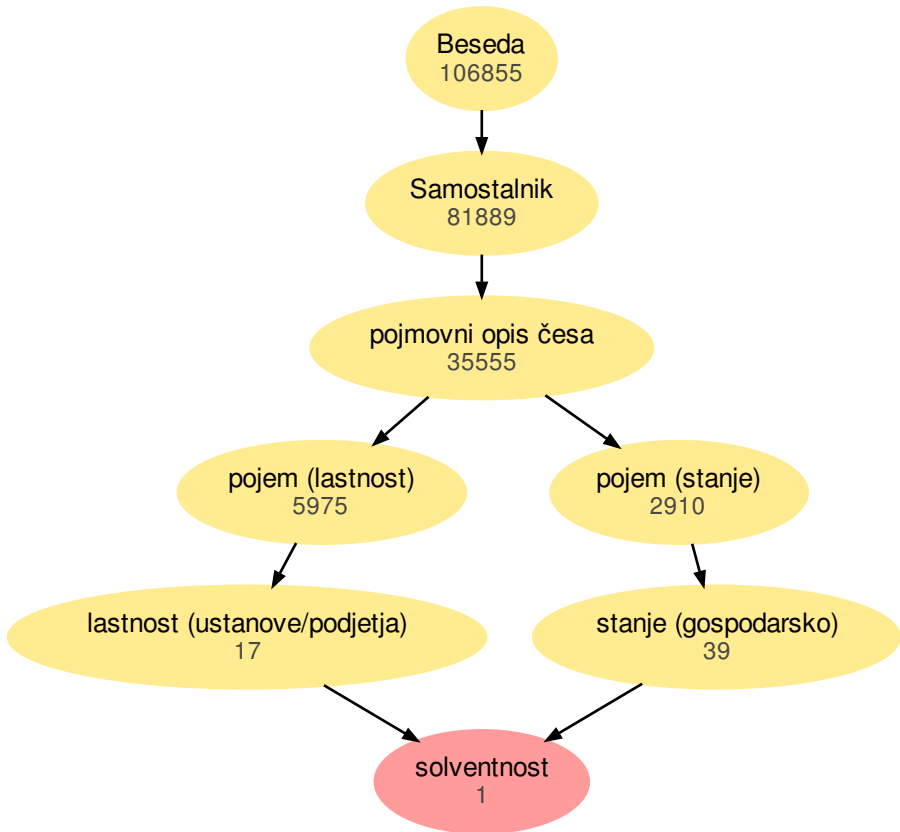 Beseda
106855
Samostalnik
81889
pojmovni opis česa
35555
pojem (lastnost)
5975
pojem (stanje)
2910
lastnost (ustanove/podjetja)
17
stanje (gospodarsko)
39
solventnost
1